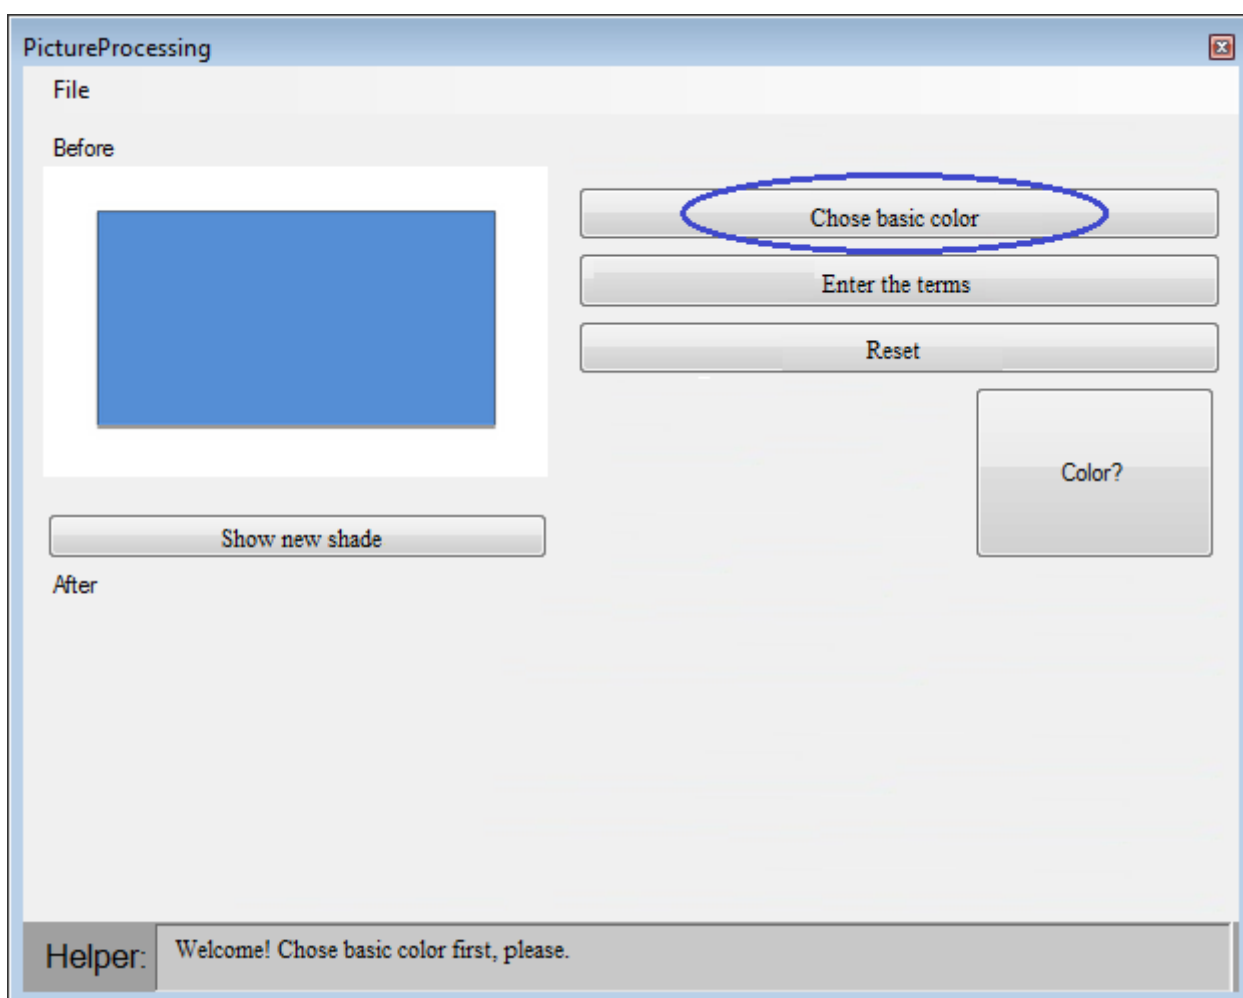 PictureProcessing
File
Before
Chose basic color
Enter the terms
Reset
Color?
Show new shade
After
Helper: Welcome! Chose basic color first, please.